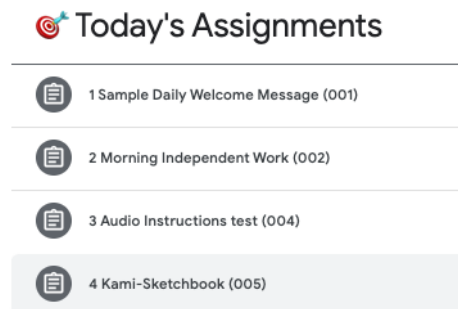 Today's Assignments
1 Sample Daily Welcome Message (001)
2 Morning Independent Work (002)
3 Audio Instructions test (004)
4 Kami-Sketchbook (005)